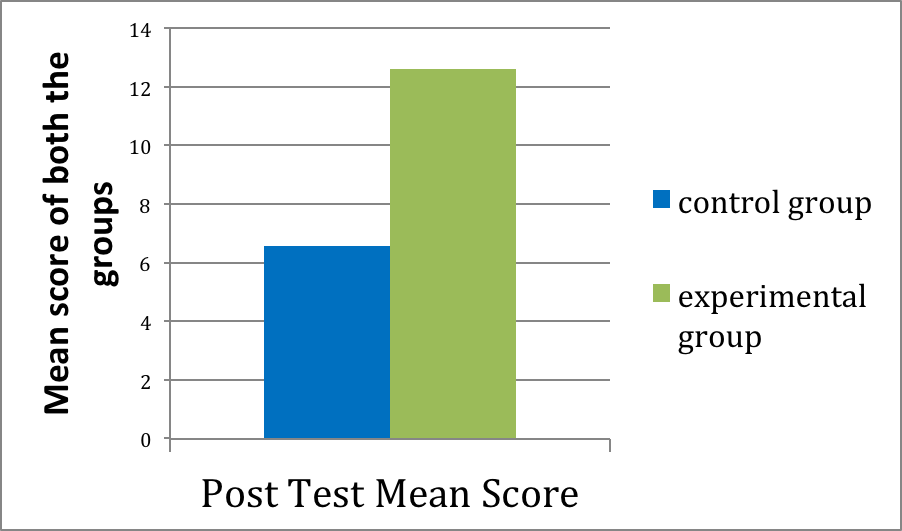 Mean score of both the
groups
14
12
10
8
6
4
2
0
Post Test Mean Score
control group
experimental
group